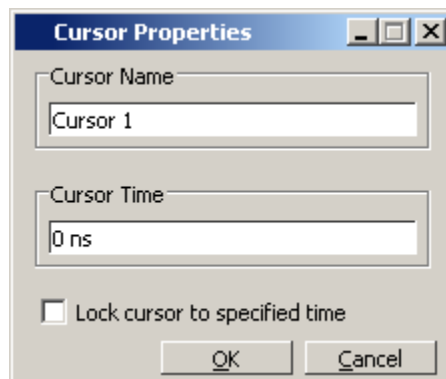 Cursor Properties
Cursor Name
Cursor 1
Cursor Time
0 ns
Lock cursor to specified time
OK
Cancel